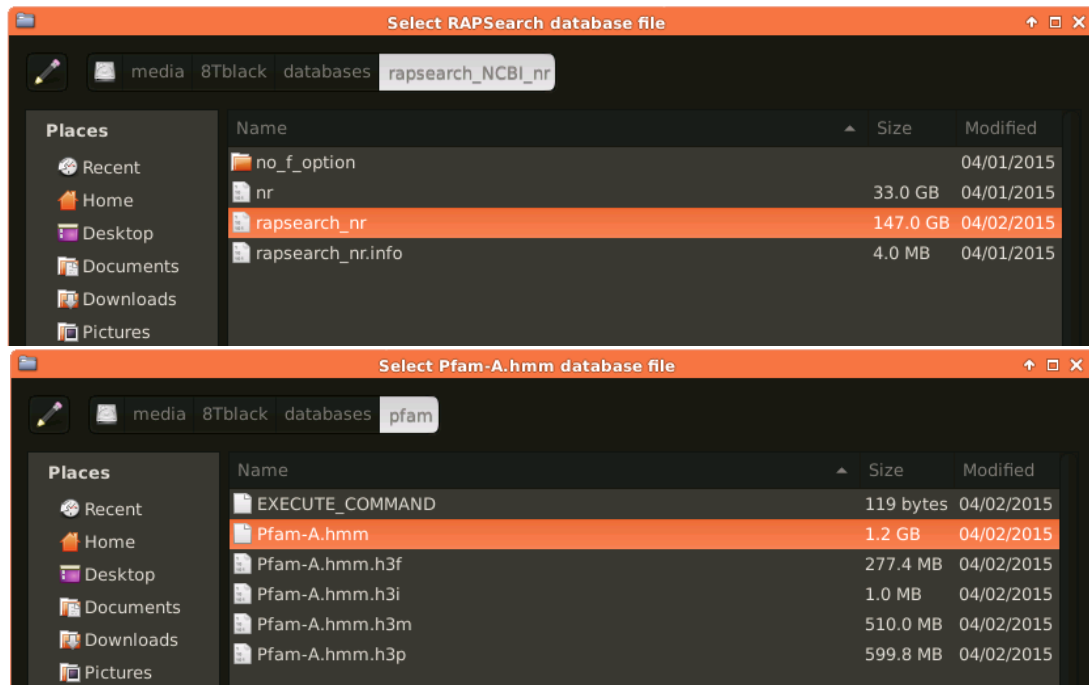 Select RAPSearch database file
media 8Tblack databases rapsearch_NCBI_nr
Places Name Size Modified
Recent no_f_option 04/01/2015
Home nr 33.0 GB 04/01/2015
Desktop rapsearch_nr 147.0 GB 04/02/2015
Documents rapsearch_nr.info 4.0 MB 04/01/2015
Downloads
Pictures
Select Pfam-A.hmm database file
media 8Tblack databases pfam
Places Name Size Modified
Recent EXECUTE_COMMAND 119 bytes 04/02/2015
Home Pfam-A.hmm 1.2 GB 04/02/2015
Desktop Pfam-A.hmm.h3f 277.4 MB 04/02/2015
Documents Pfam-A.hmm.h3i 1.0 MB 04/02/2015
Downloads Pfam-A.hmm.h3m 510.0 MB 04/02/2015
Pictures Pfam-A.hmm.h3p 599.8 MB 04/02/2015